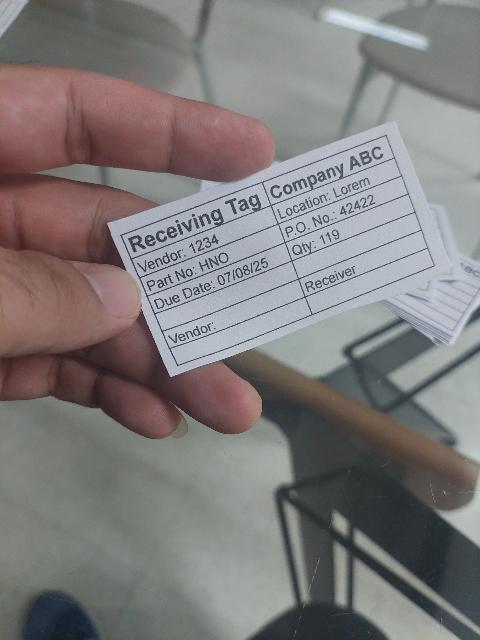 Receiving Tag Company ABC
Vendor: 1234 Location: Lorem
Part No: HNO P.O. No.: 42422
Due Date: 07/08/25 Qty: 119
Vendor: Receiver
ABC